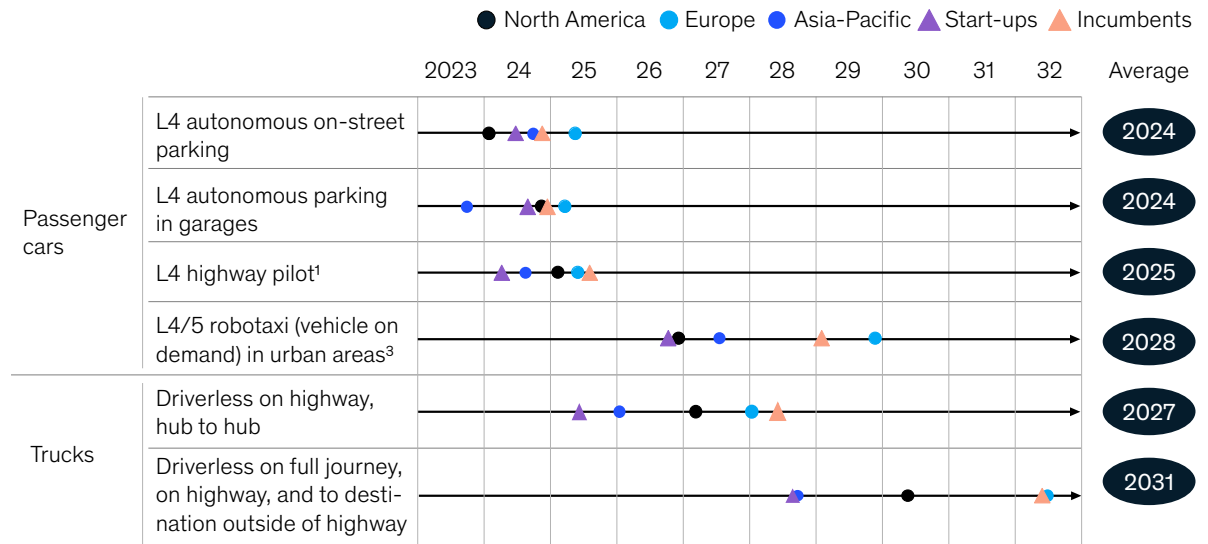 North America Europe Asia-Pacific Start-ups Incumbents
2023 24 25 26 27 28 29 30 31 32 Average
Passenger
cars
L4 autonomous on-street
parking
2024
L4 autonomous parking
in garages
2024
L4 highway pilot¹
2025
L4/5 robotaxi (vehicle on
demand) in urban areas³
2028
Trucks
Driverless on highway,
hub to hub
2027
Driverless on full journey,
on highway, and to desti-
nation outside of highway
2031